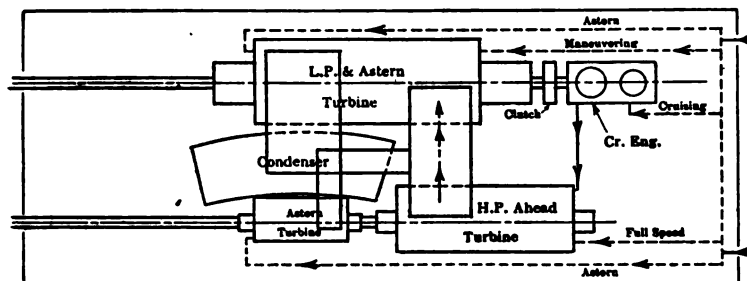 Astern
Maneuvering
L.P. & Astern
Turbine
Clutch
Cruising
Cr. Eng.
Condenser
Astern
Turbine
H.P. Ahead
Turbine
Full Speed
Astern